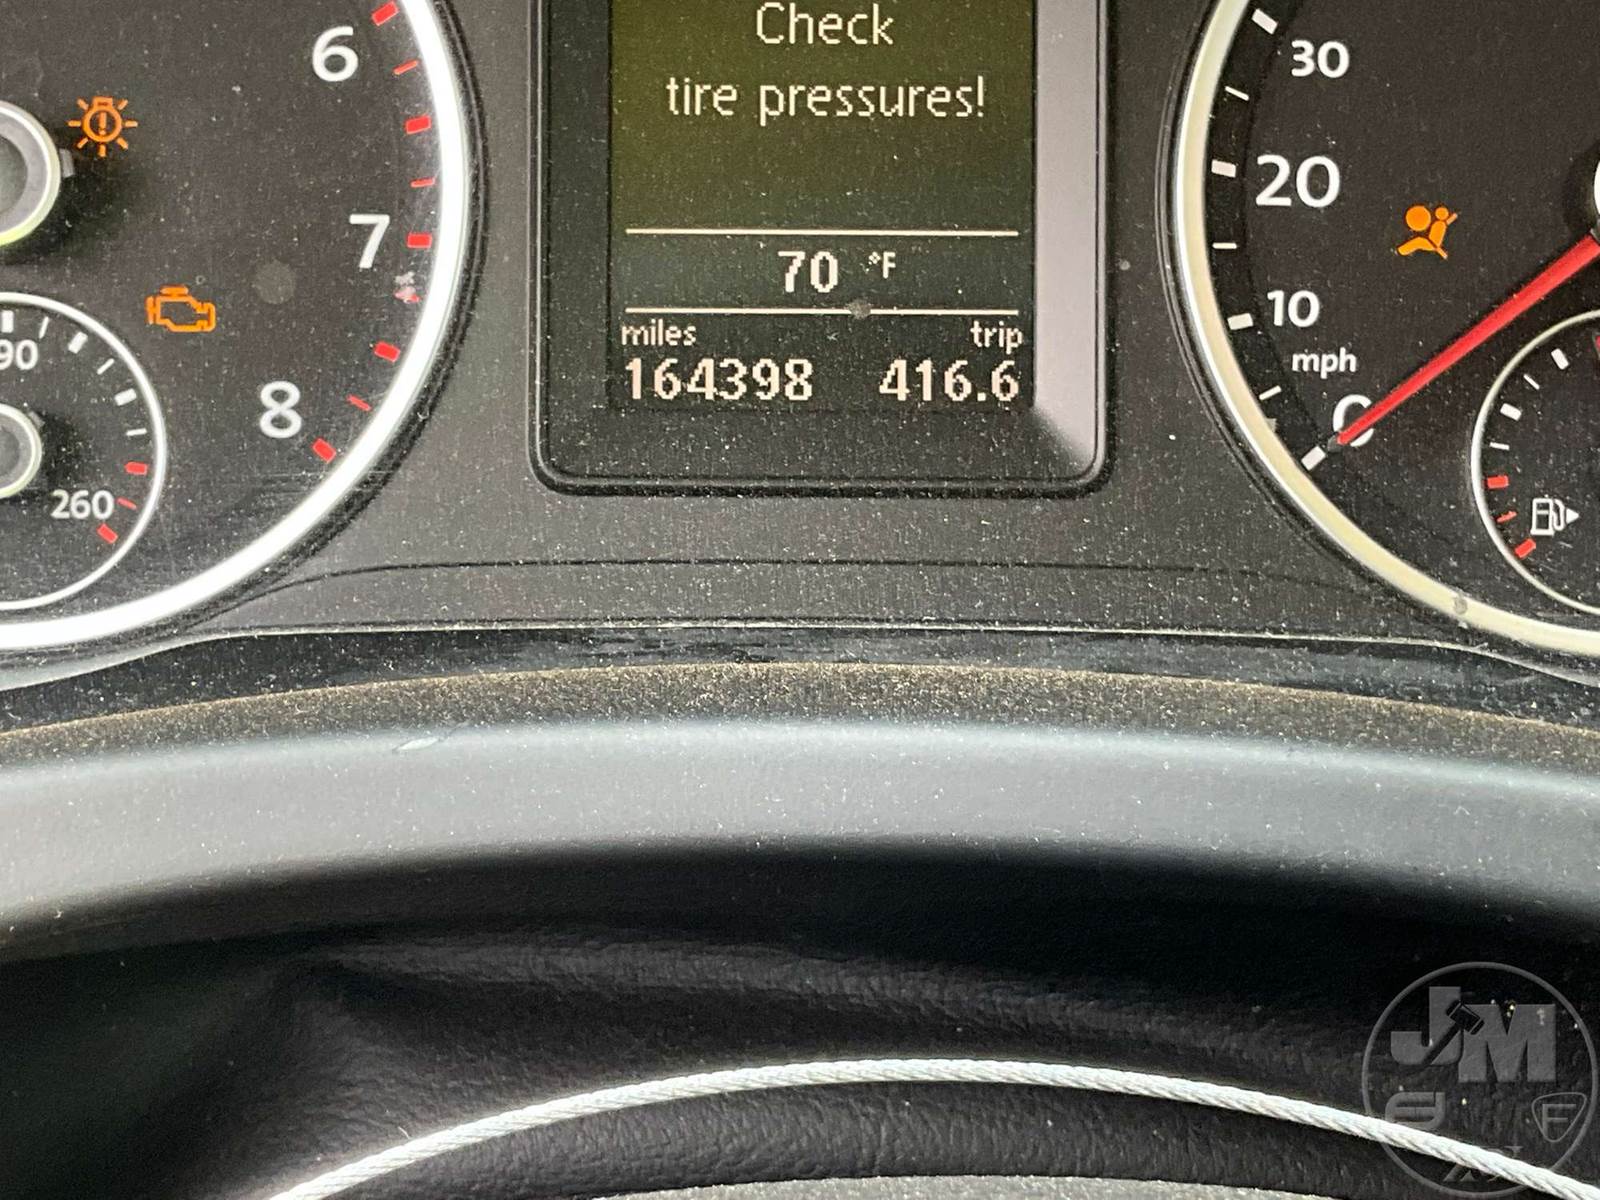 6
7
8
90
260
Check
tire pressures!
70 °F
miles trip
164398 416.6
30
20
10
mph
0
JM